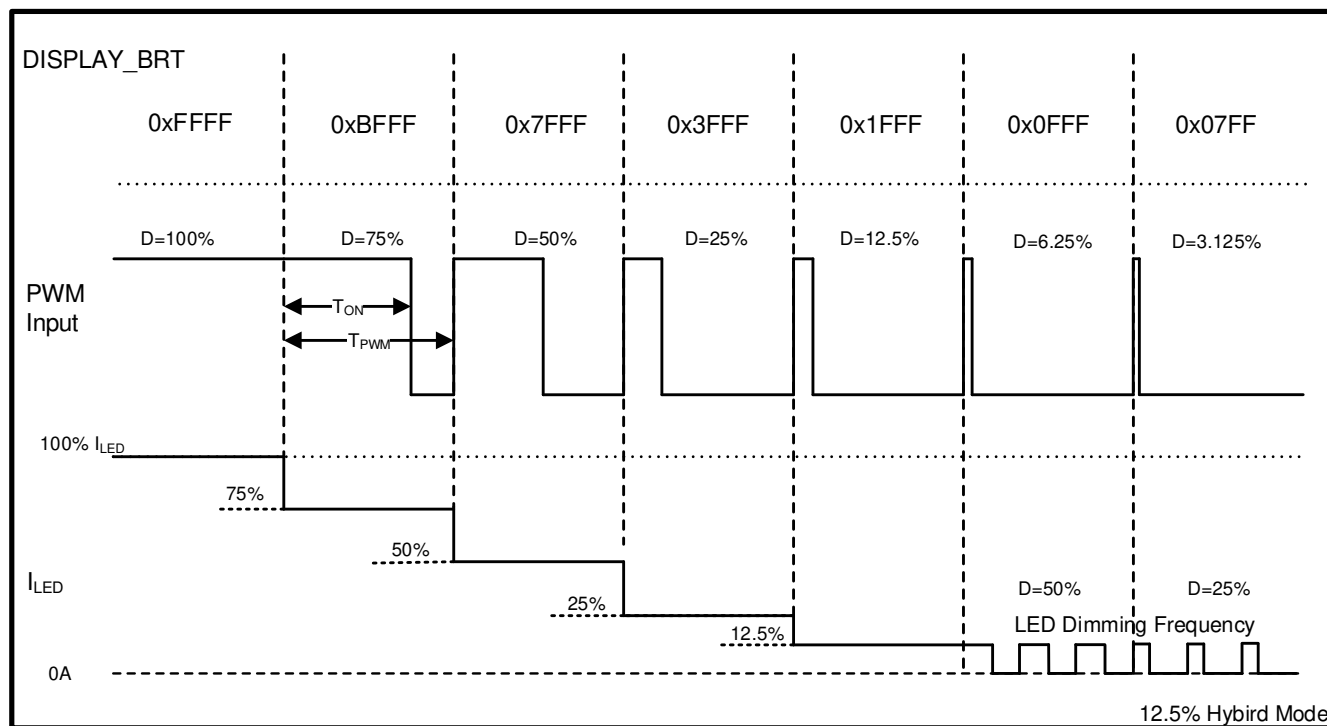 DISPLAY_BRT
0xFFFF 0xBFFF 0x7FFF 0x3FFF 0x1FFF 0x0FFF 0x07FF
D=100% D=75% D=50% D=25% D=12.5% D=6.25% D=3.125%
PWM
Input
TON
TPWM
100% ILED
75%
50%
ILED
25%
12.5%
D=50% D=25%
LED Dimming Frequency
0A
12.5% Hybird Mode